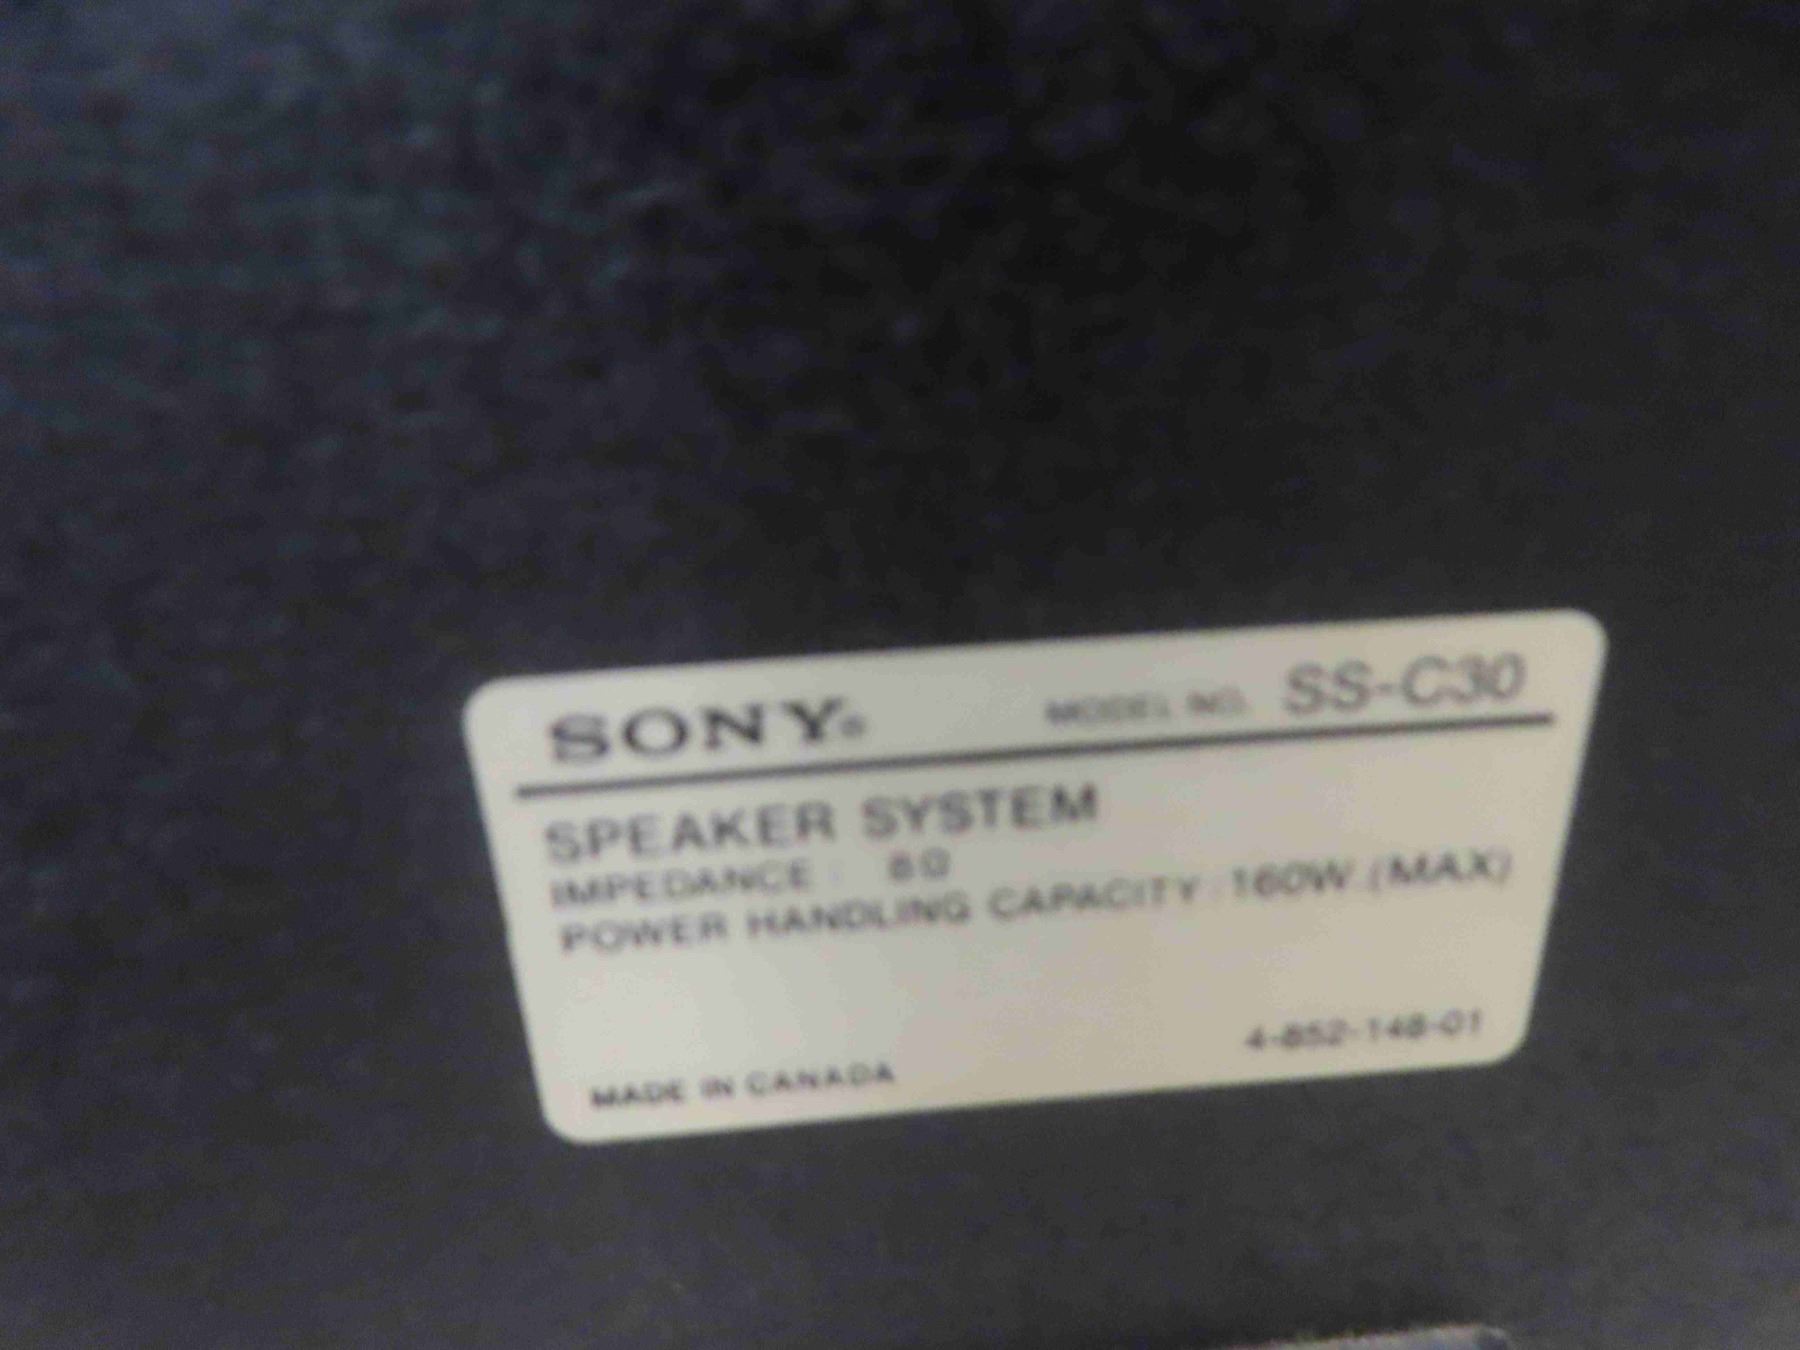 SONY® MODEL NO. SS-C30
SPEAKER SYSTEM
IMPEDANCE : 8Ω
POWER HANDLING CAPACITY : 160W (MAX)
4-852-148-01
MADE IN CANADA